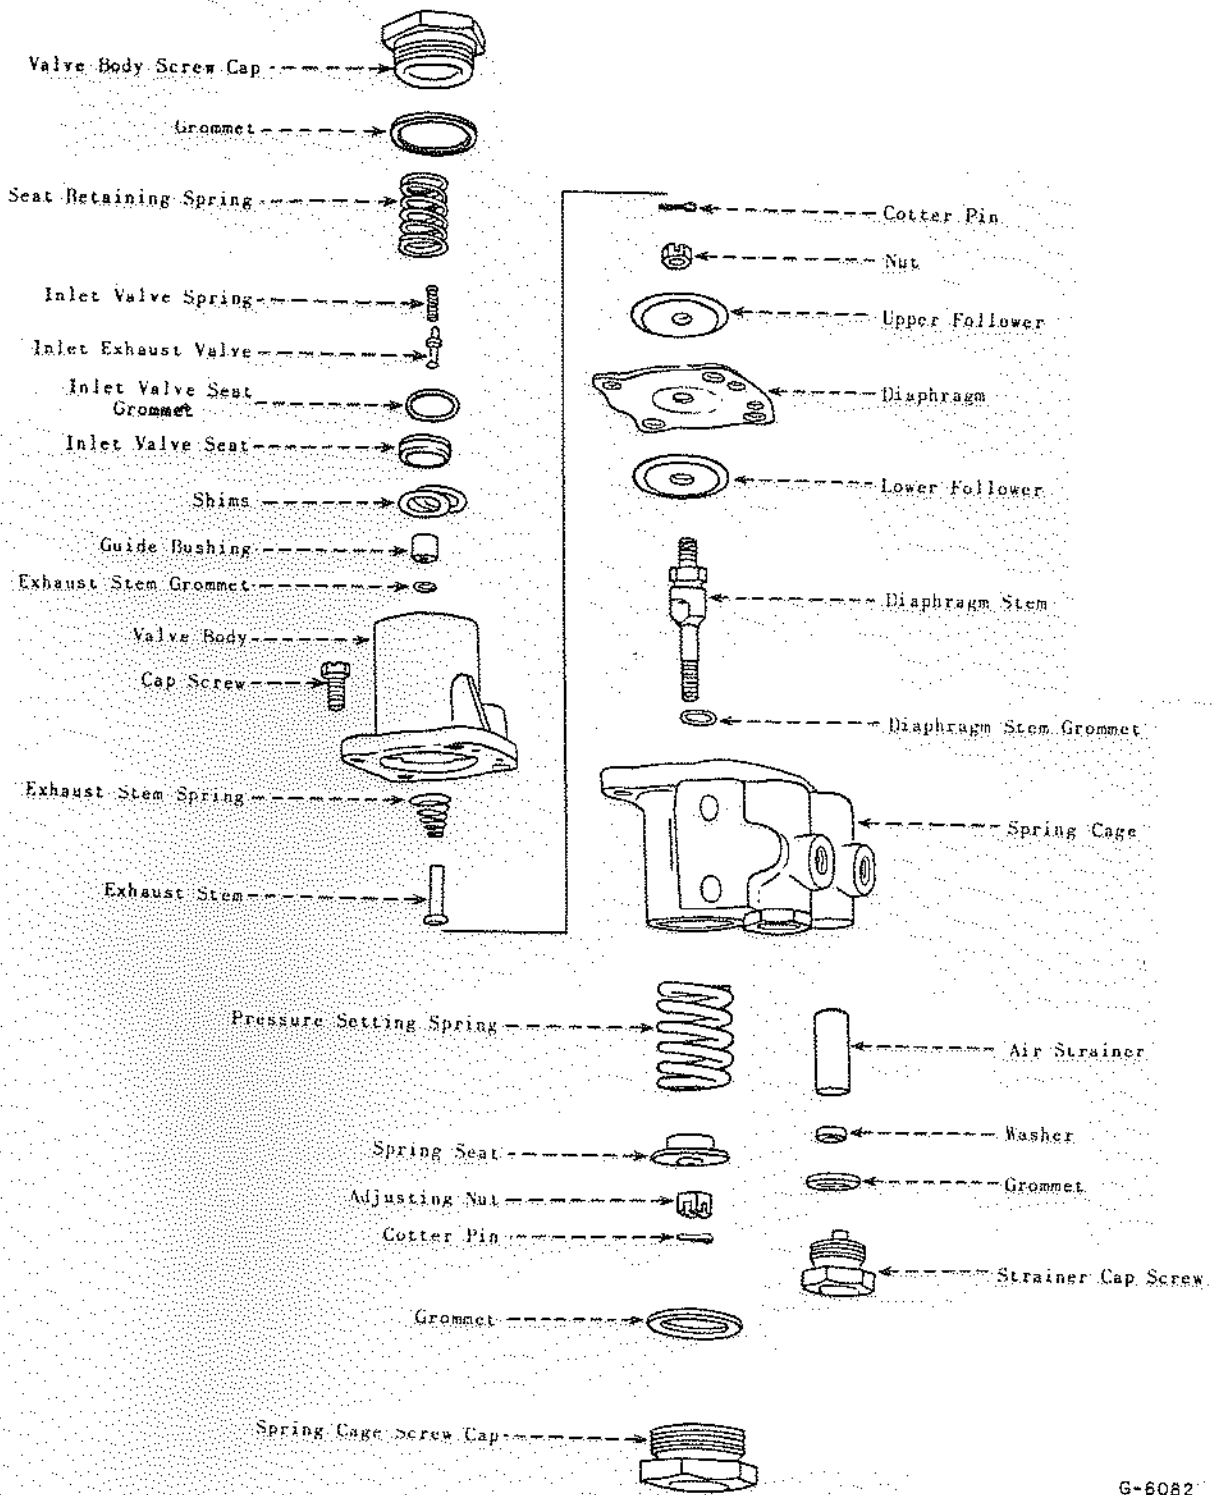 Valve Body Screw Cap
Grommet
Seat Retaining Spring
Inlet Valve Spring
Inlet Exhaust Valve
Inlet Valve Seat
Grommet
Inlet Valve Seat
Shims
Guide Bushing
Exhaust Stem Grommet
Valve Body
Cap Screw
Exhaust Stem Spring
Exhaust Stem
Cotter Pin
Nut
Upper Follower
Diaphragm
Lower Follower
Diaphragm Stem
Diaphragm Stem Grommet
Spring Cage
Pressure Setting Spring
Spring Seat
Adjusting Nut
Cotter Pin
Grommet
Spring Cage Screw Cap
Air Strainer
Washer
Grommet
Strainer Cap Screw
G-6082